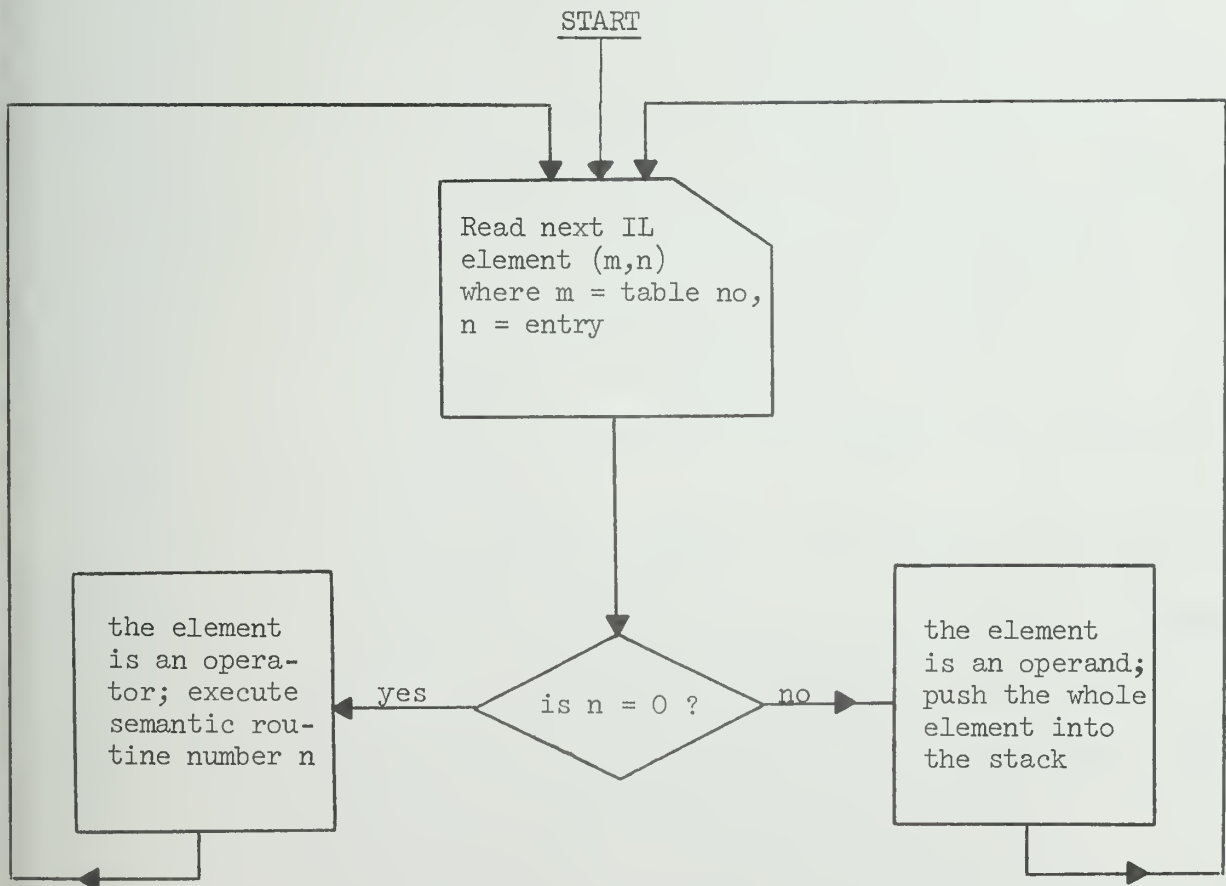 START
Read next IL
element (m,n)
where m = table no,
n = entry
the element
is an opera-
tor; execute
semantic rou-
tine number n
yes
is n = 0 ?
no
the element
is an operand;
push the whole
element into
the stack